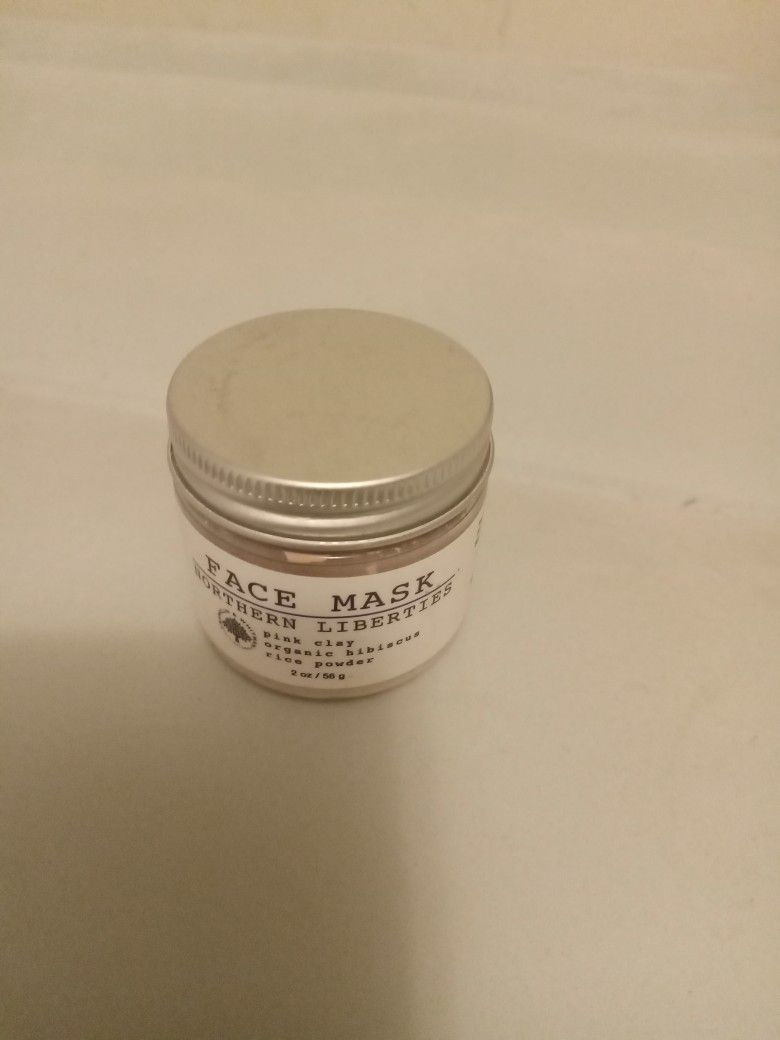 FACE MASK
NORTHERN LIBERTIES
pink clay
organic hibiscus
rice powder
2 oz / 56 g